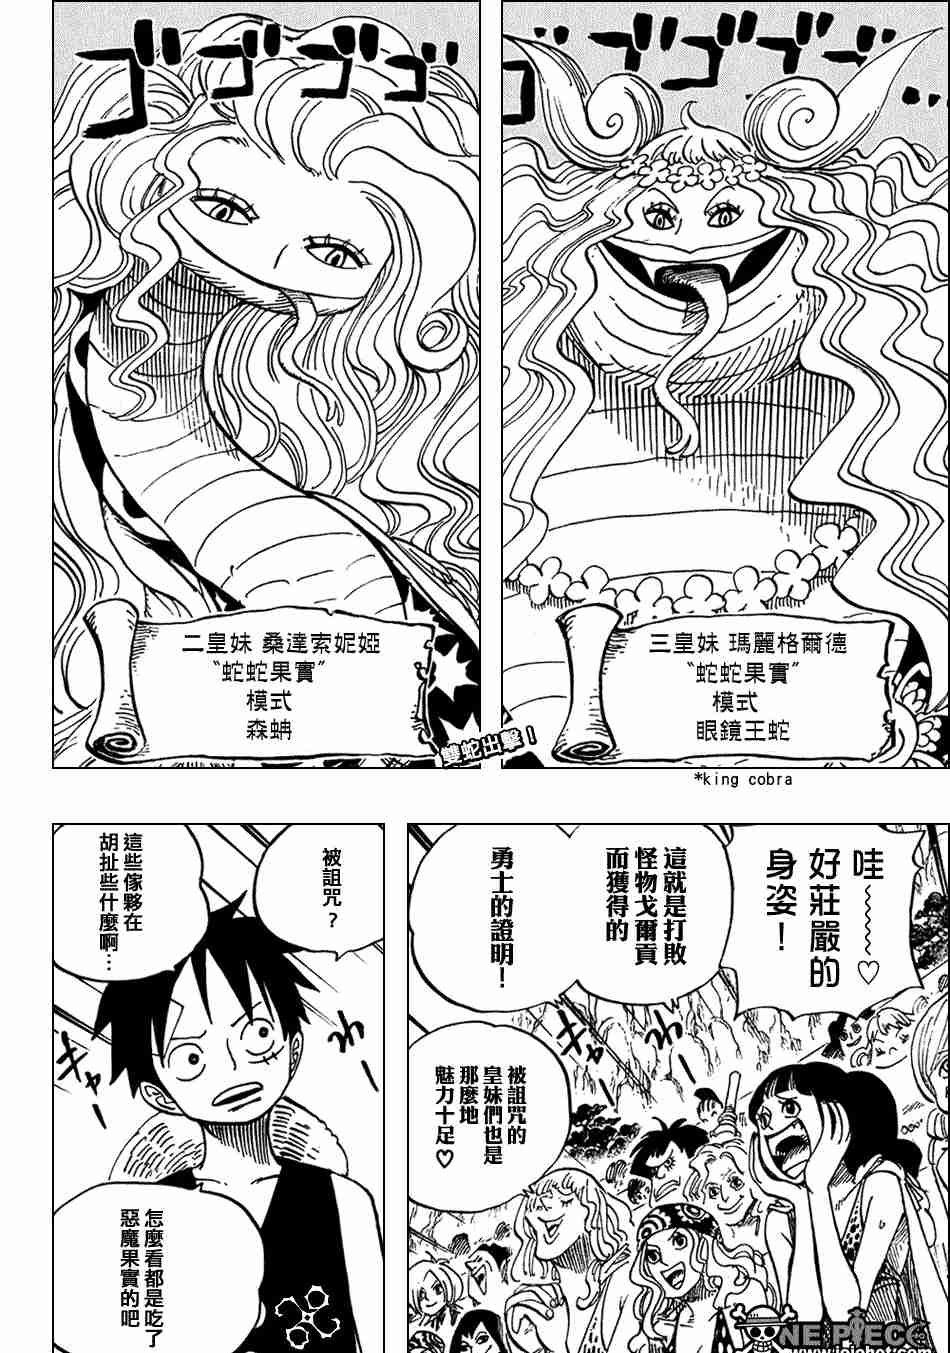 ゴゴゴゴ
ゴゴゴゴ
三皇妹 瑪麗格爾德
“蛇蛇果實”
模式
眼鏡王蛇
*king cobra
二皇妹 桑達索妮婭
“蛇蛇果實”
模式
森蚺
雙蛇出擊！
哇~~~~♡
好莊嚴的
身姿！
這就是打敗
怪物戈爾貢
而獲得的
勇士的證明！
被詛咒的
皇妹們也是
那麼地
魅力十足♡
キャ
わー
被詛咒？
這些傢夥在
胡扯些什麼啊…
わー
キャ
怎麼看都是吃了
惡魔果實的吧
ONE PIECE